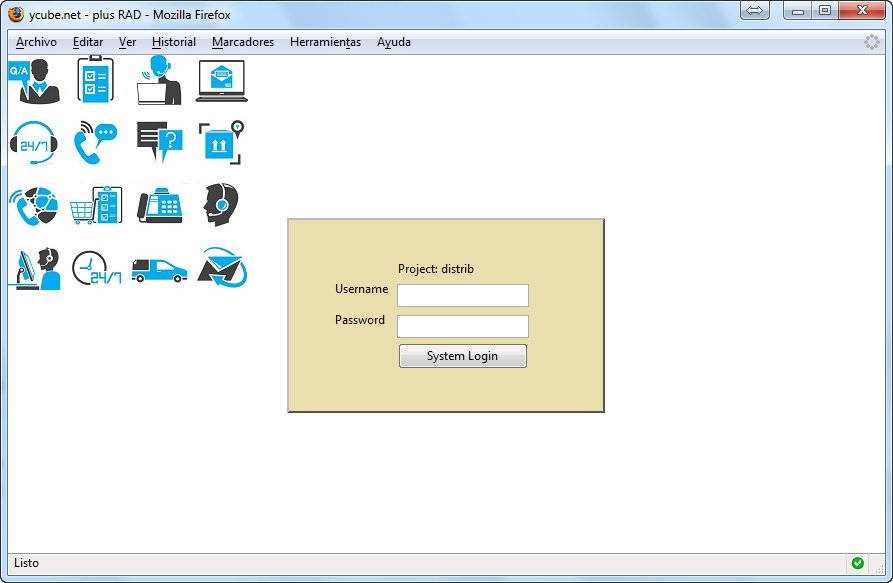 ycube.net - plus RAD - Mozilla Firefox
Archivo Editar Ver Historial Marcadores Herramientas Ayuda
Q/A
24/7
?
24/7
Project: distrib
Username
Password
System Login
Listo